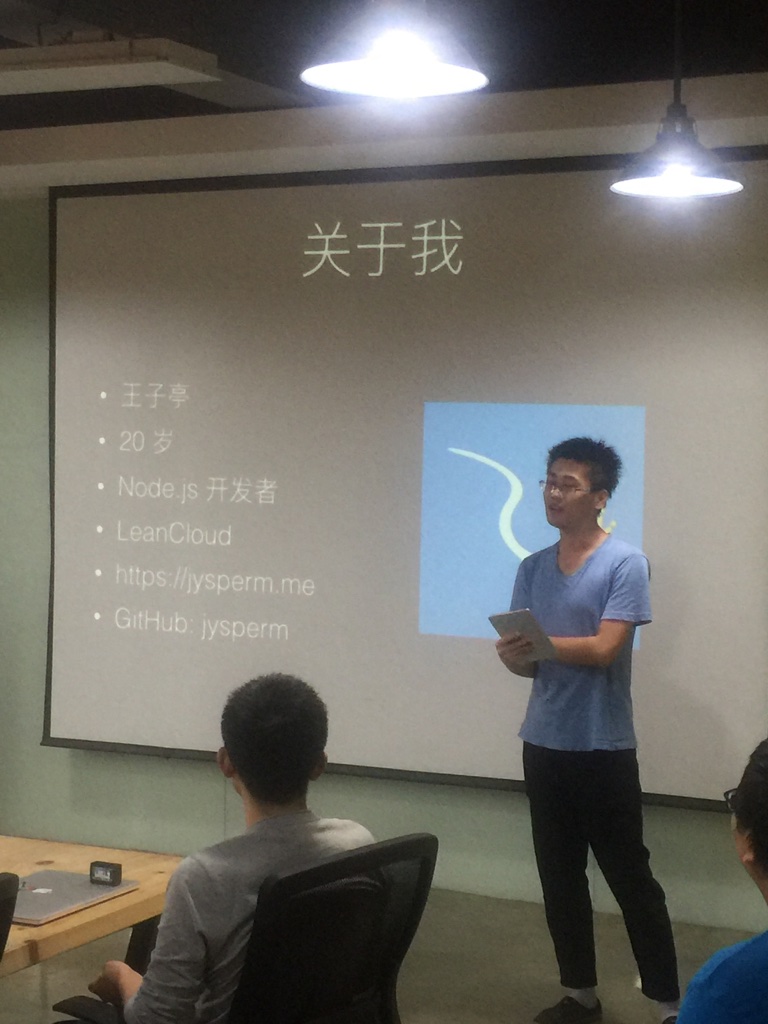 关于我
王子亭
20 岁
Node.js 开发者
LeanCloud
https://jysperm.me
GitHub: jysperm